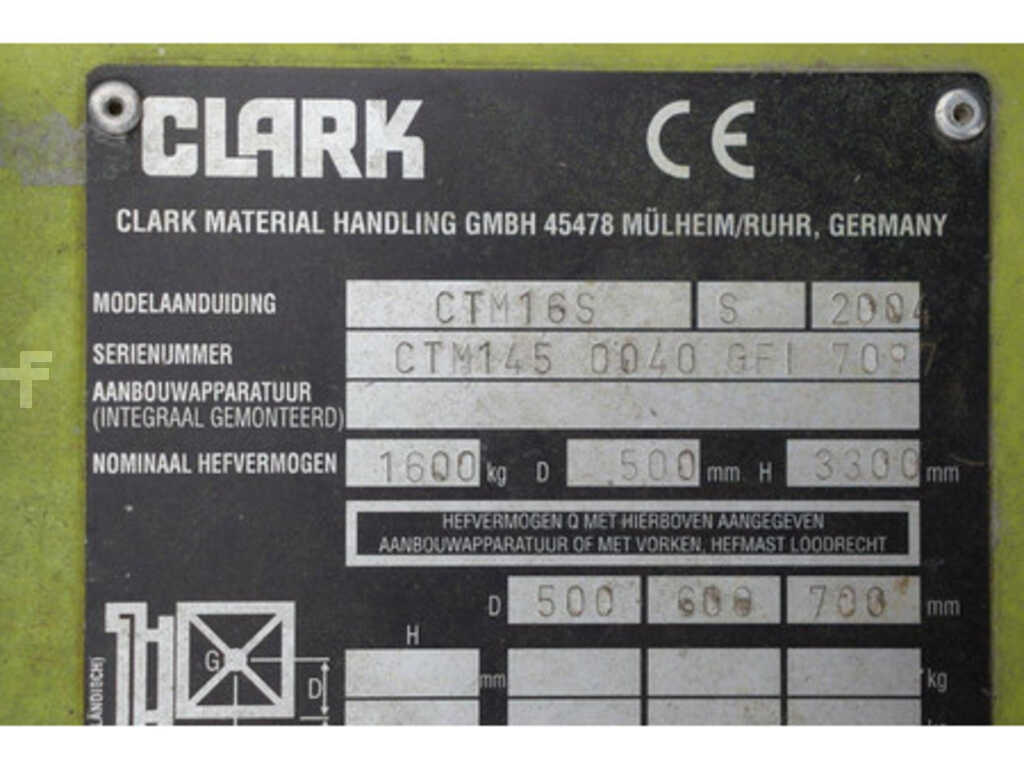 CLARK CE
CLARK MATERIAL HANDLING GMBH 45478 MÜLHEIM/RUHR, GERMANY
MODELAANDUIDING CTM16S S 2004
SERIENUMMER CTM145 0040 GFI 7097
AANBOUWAPPARATUUR
(INTEGRAAL GEMONTEERD)
NOMINAAL HEFVERMOGEN 1600 kg D 500 mm H 3300 mm
HEFVERMOGEN Q MET HIERBOVEN AANGEGEVEN
AANBOUWAPPARATUUR OF MET VORKEN, HEFMAST LOODRECHT
D 500 600 700 mm
H
G
D
mm kg